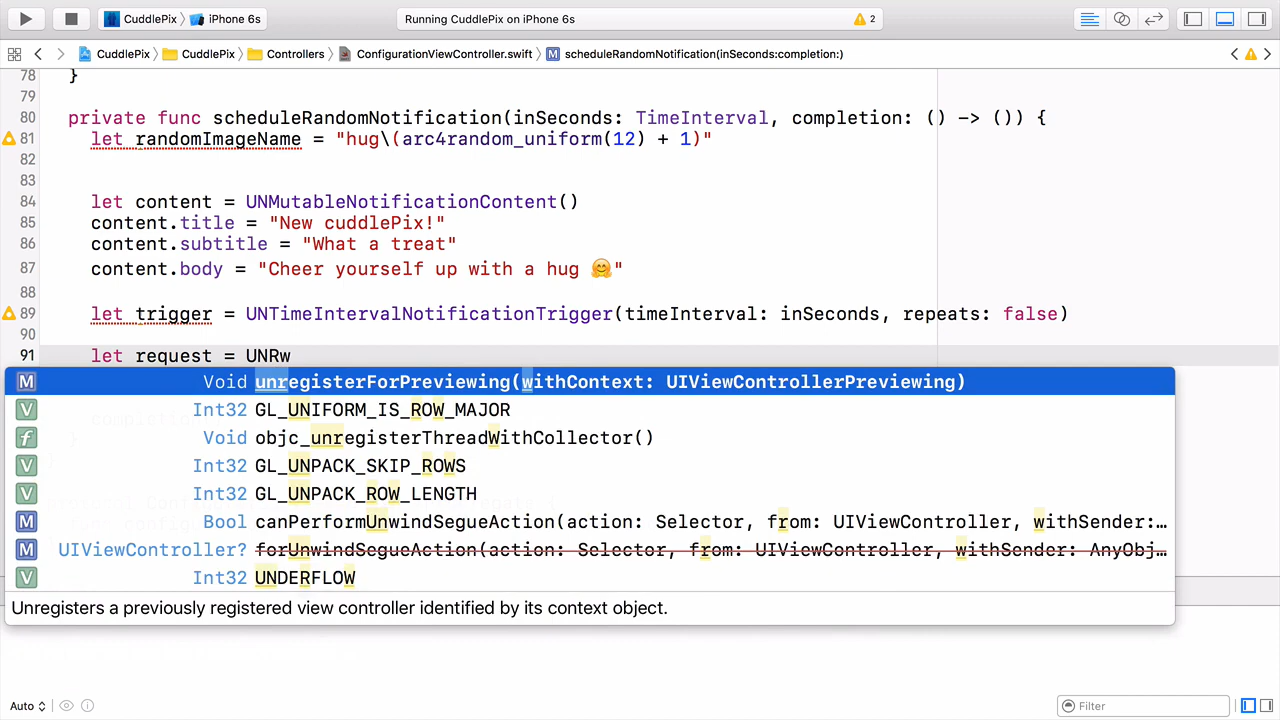 CuddlePix iPhone 6s
Running CuddlePix on iPhone 6s
2
CuddlePix CuddlePix Controllers ConfigurationViewController.swift M scheduleRandomNotification(inSeconds:completion:)
78 }
79
80 private func scheduleRandomNotification(inSeconds: TimeInterval, completion: () -> ()) {
81 let randomImageName = "hug\(arc4random_uniform(12) + 1)"
82
83
84 let content = UNMutableNotificationContent()
85 content.title = "New cuddlePix!"
86 content.subtitle = "What a treat"
87 content.body = "Cheer yourself up with a hug 🤗"
88
89 let trigger = UNTimeIntervalNotificationTrigger(timeInterval: inSeconds, repeats: false)
90
91 let request = UNRw
M Void unregisterForPreviewing(withContext: UIViewControllerPreviewing)
V Int32 GL_UNIFORM_IS_ROW_MAJOR
f Void objc_unregisterThreadWithCollector()
V Int32 GL_UNPACK_SKIP_ROWS
V Int32 GL_UNPACK_ROW_LENGTH
M Bool canPerformUnwindSegueAction(action: Selector, from: UIViewController, withSender:…
M UIViewController? forUnwindSegueAction(action: Selector, from: UIViewController, withSender: AnyObj…
V Int32 UNDERFLOW
Unregisters a previously registered view controller identified by its context object.
Auto
Filter